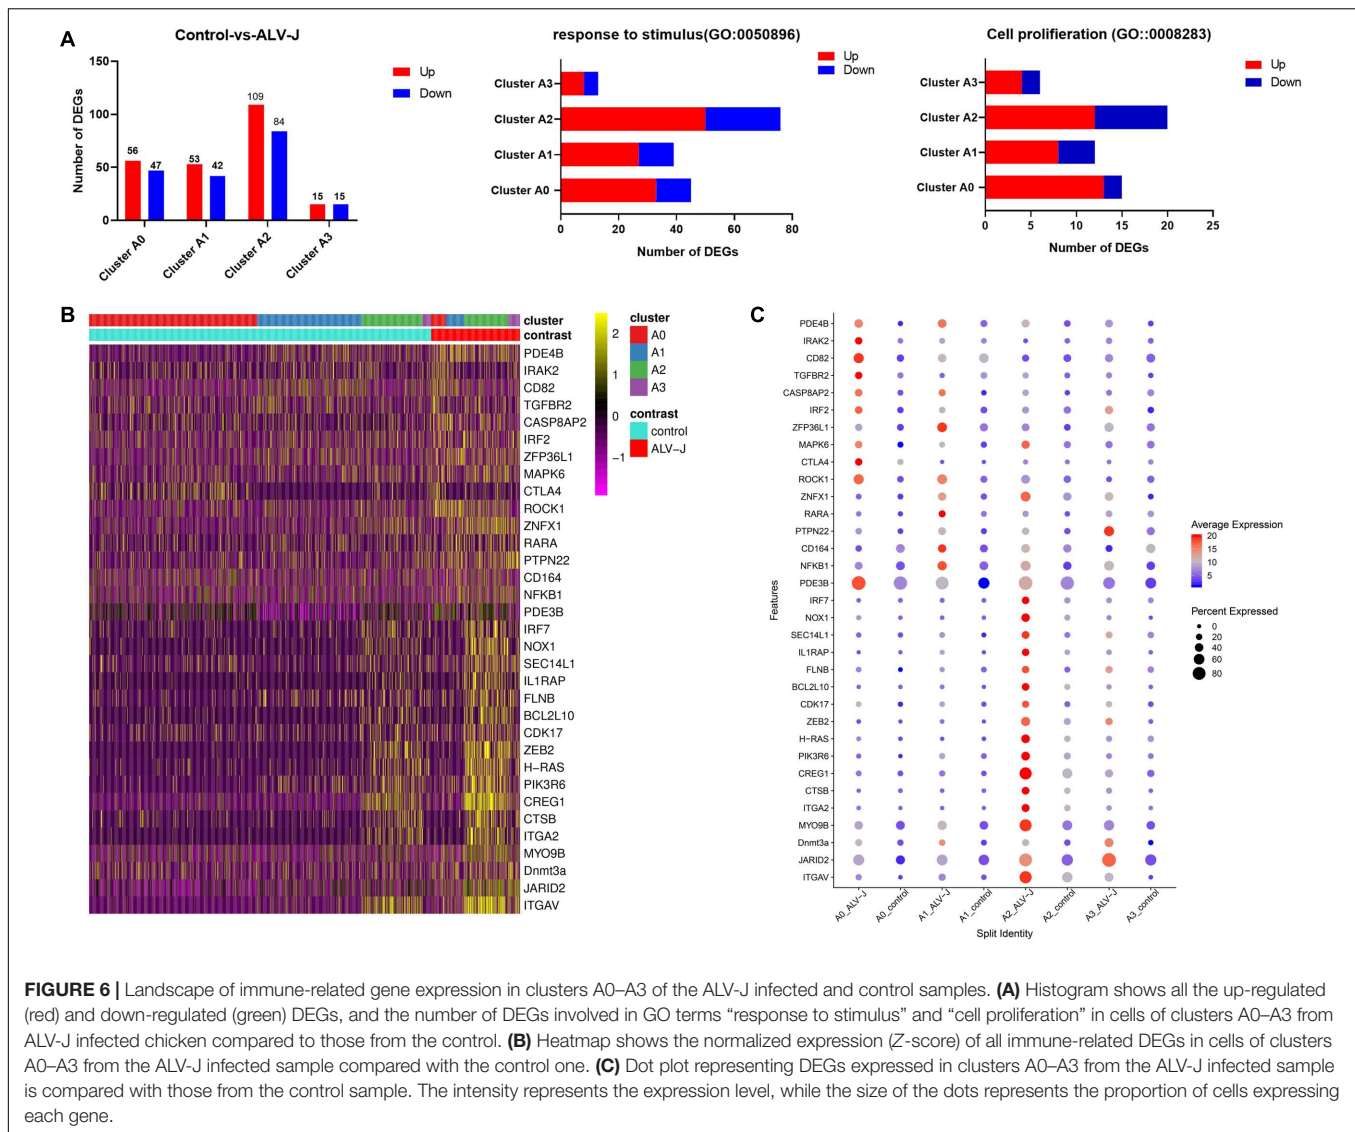 A
Control-vs-ALV-J
Number of DEGs
150
100
50
0
56
47
53
42
109
84
15
15
Cluster A0
Cluster A1
Cluster A2
Cluster A3
Up
Down
response to stimulus(GO:0050896)
Cluster A3
Cluster A2
Cluster A1
Cluster A0
0
20
40
60
80
Number of DEGs
Up
Down
Cell profifieration (GO::0008283)
Cluster A3
Cluster A2
Cluster A1
Cluster A0
0
5
10
15
20
25
Number of DEGs
Up
Down
B
cluster
contrast
PDE4B
IRAK2
CD82
TGFBR2
CASP8AP2
IRF2
ZFP36L1
MAPK6
CTLA4
ROCK1
ZNFX1
RARA
PTPN22
CD164
NFKB1
PDE3B
IRF7
NOX1
SEC14L1
IL1RAP
FLNB
BCL2L10
CDK17
ZEB2
H−RAS
PIK3R6
CREG1
CTSB
ITGA2
MYO9B
Dnmt3a
JARID2
ITGAV
2
1
0
−1
cluster
A0
A1
A2
A3
contrast
control
ALV−J
C
Features
PDE4B
IRAK2
CD82
TGFBR2
CASP8AP2
IRF2
ZFP36L1
MAPK6
CTLA4
ROCK1
ZNFX1
RARA
PTPN22
CD164
NFKB1
PDE3B
IRF7
NOX1
SEC14L1
IL1RAP
FLNB
BCL2L10
CDK17
ZEB2
H−RAS
PIK3R6
CREG1
CTSB
ITGA2
MYO9B
Dnmt3a
JARID2
ITGAV
A0_ALV−J
A0_control
A1_ALV−J
A1_control
A2_ALV−J
A2_control
A3_ALV−J
A3_control
Split Identity
Average Expression
20
15
10
5
Percent Expressed
0
20
40
60
80
FIGURE 6 | Landscape of immune-related gene expression in clusters A0–A3 of the ALV-J infected and control samples. (A) Histogram shows all the up-regulated
(red) and down-regulated (green) DEGs, and the number of DEGs involved in GO terms “response to stimulus” and “cell proliferation” in cells of clusters A0–A3 from
ALV-J infected chicken compared to those from the control. (B) Heatmap shows the normalized expression (Z-score) of all immune-related DEGs in cells of clusters
A0–A3 from the ALV-J infected sample compared with the control one. (C) Dot plot representing DEGs expressed in clusters A0–A3 from the ALV-J infected sample
is compared with those from the control sample. The intensity represents the expression level, while the size of the dots represents the proportion of cells expressing
each gene.